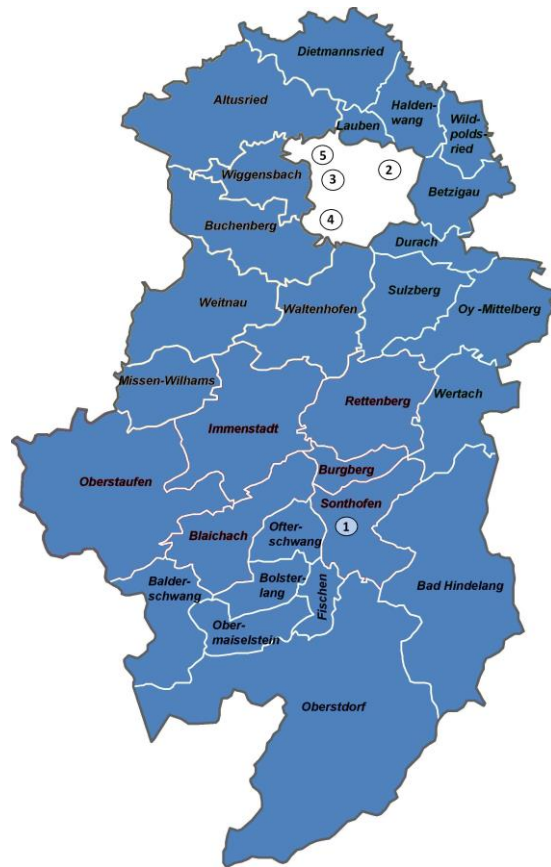 Dietmannsried
Altusried
Halden-
wang
Lauben
Wild-
polds-
ried
5
2
Wiggensbach
3
Betzigau
4
Buchenberg
Durach
Sulzberg
Weitnau
Waltenhofen
Oy -Mittelberg
Missen-Wilhams
Wertach
Rettenberg
Immenstadt
Burgberg
Oberstaufen
Sonthofen
1
Ofter-
schwang
Blaichach
Balder-
schwang
Bolster-
lang
Fischen
Bad Hindelang
Ober-
maiselstein
Oberstdorf